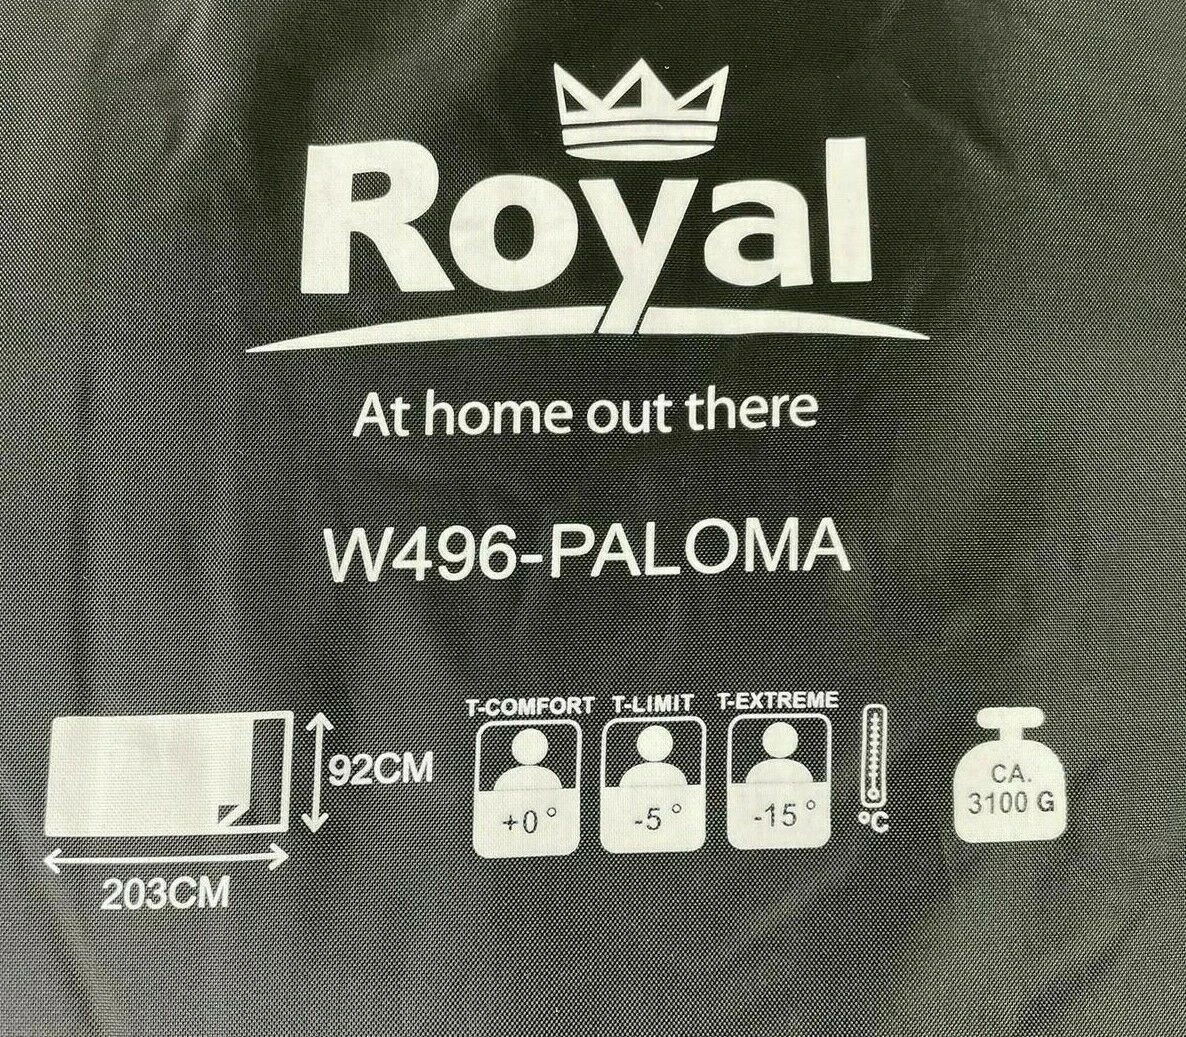 Royal
At home out there
W496-PALOMA
T-COMFORT T-LIMIT T-EXTREME
92CM
+0° -5° -15° °C
CA.
3100 G
203CM